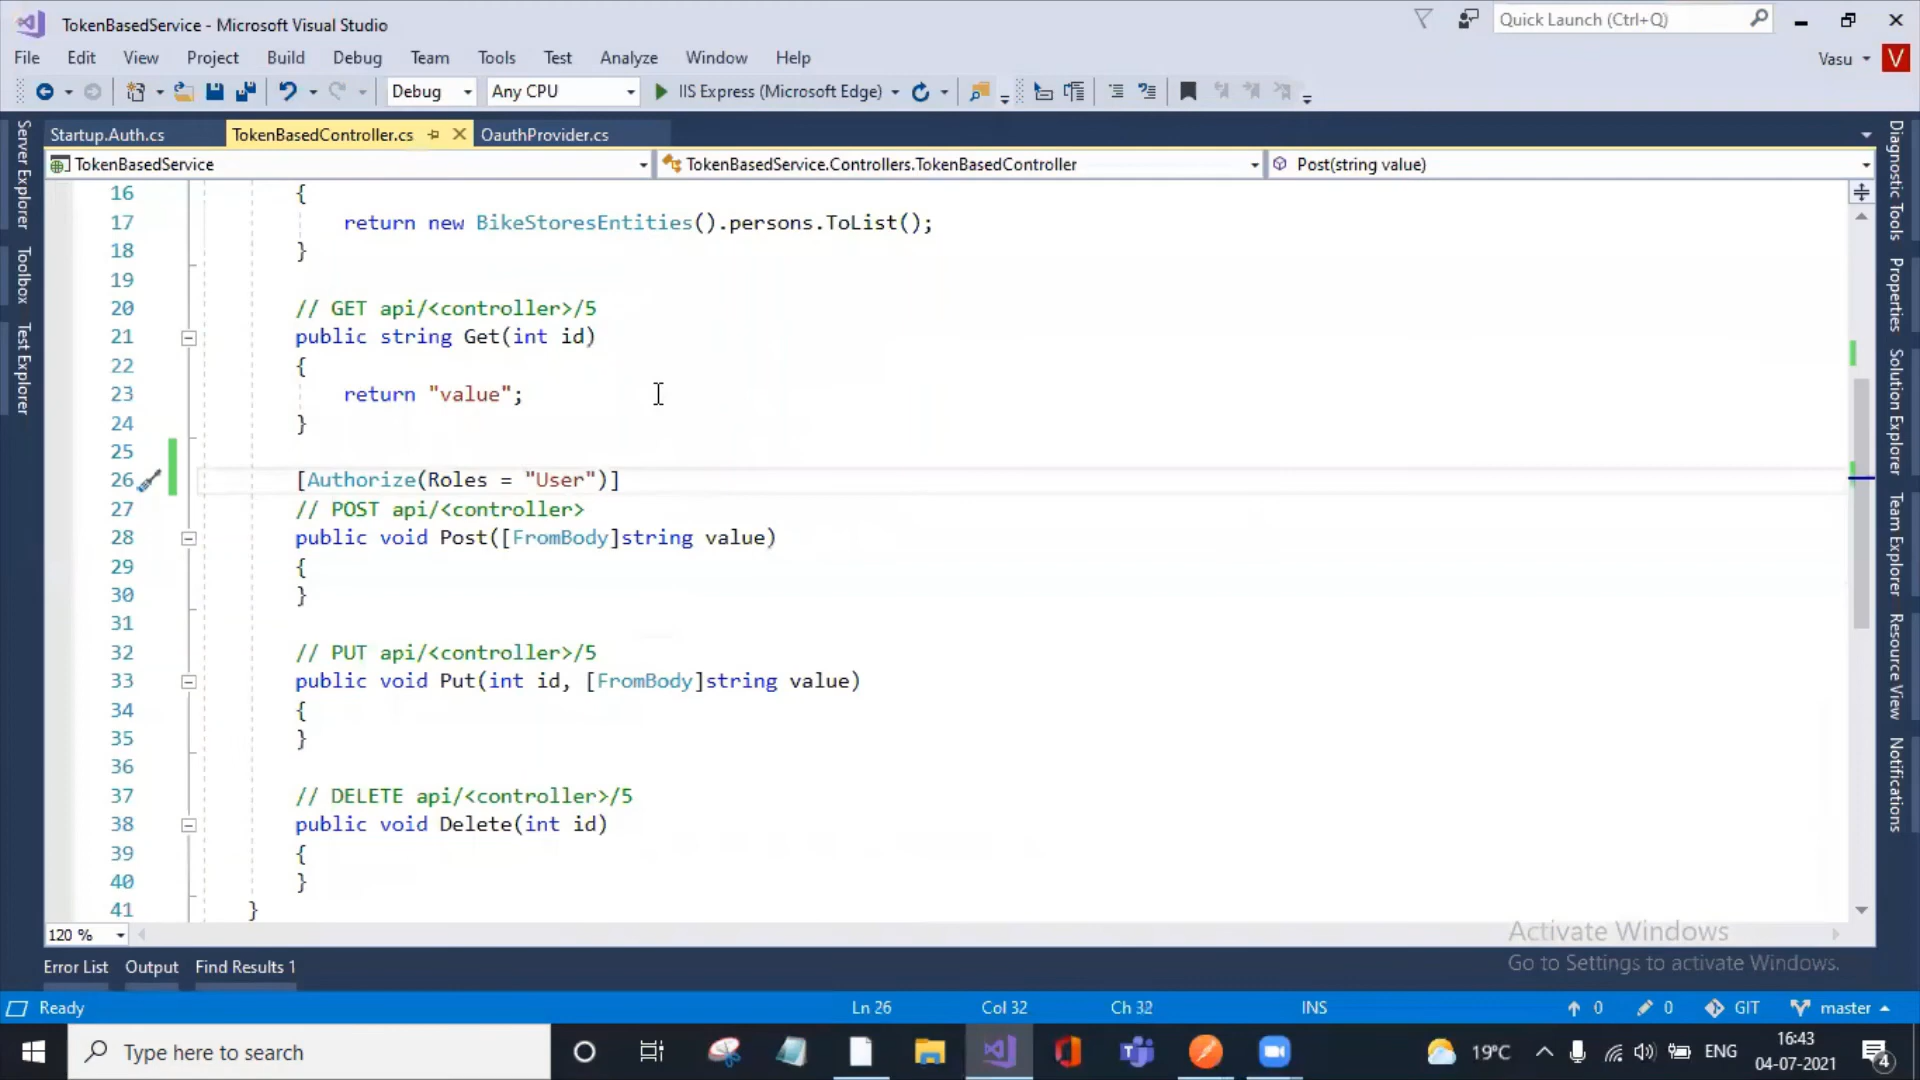 TokenBasedService - Microsoft Visual Studio
Quick Launch (Ctrl+Q)
File Edit View Project Build Debug Team Tools Test Analyze Window Help
Vasu V
Debug Any CPU IIS Express (Microsoft Edge)
Startup.Auth.cs TokenBasedController.cs OauthProvider.cs
TokenBasedService TokenBasedService.Controllers.TokenBasedController Post(string value)
Server Explorer
Toolbox
Test Explorer
16 {
17 return new BikeStoresEntities().persons.ToList();
18 }
19
20 // GET api/<controller>/5
21 public string Get(int id)
22 {
23 return "value";
24 }
25
26 [Authorize(Roles = "User")]
27 // POST api/<controller>
28 public void Post([FromBody]string value)
29 {
30 }
31
32 // PUT api/<controller>/5
33 public void Put(int id, [FromBody]string value)
34 {
35 }
36
37 // DELETE api/<controller>/5
38 public void Delete(int id)
39 {
40 }
41 }
Diagnostic Tools
Properties
Solution Explorer
Team Explorer
Resource View
Notifications
120 %
Activate Windows
Go to Settings to activate Windows.
Error List Output Find Results 1
Ready Ln 26 Col 32 Ch 32 INS 0 0 GIT master
Type here to search
19°C ENG
16:43
04-07-2021
4